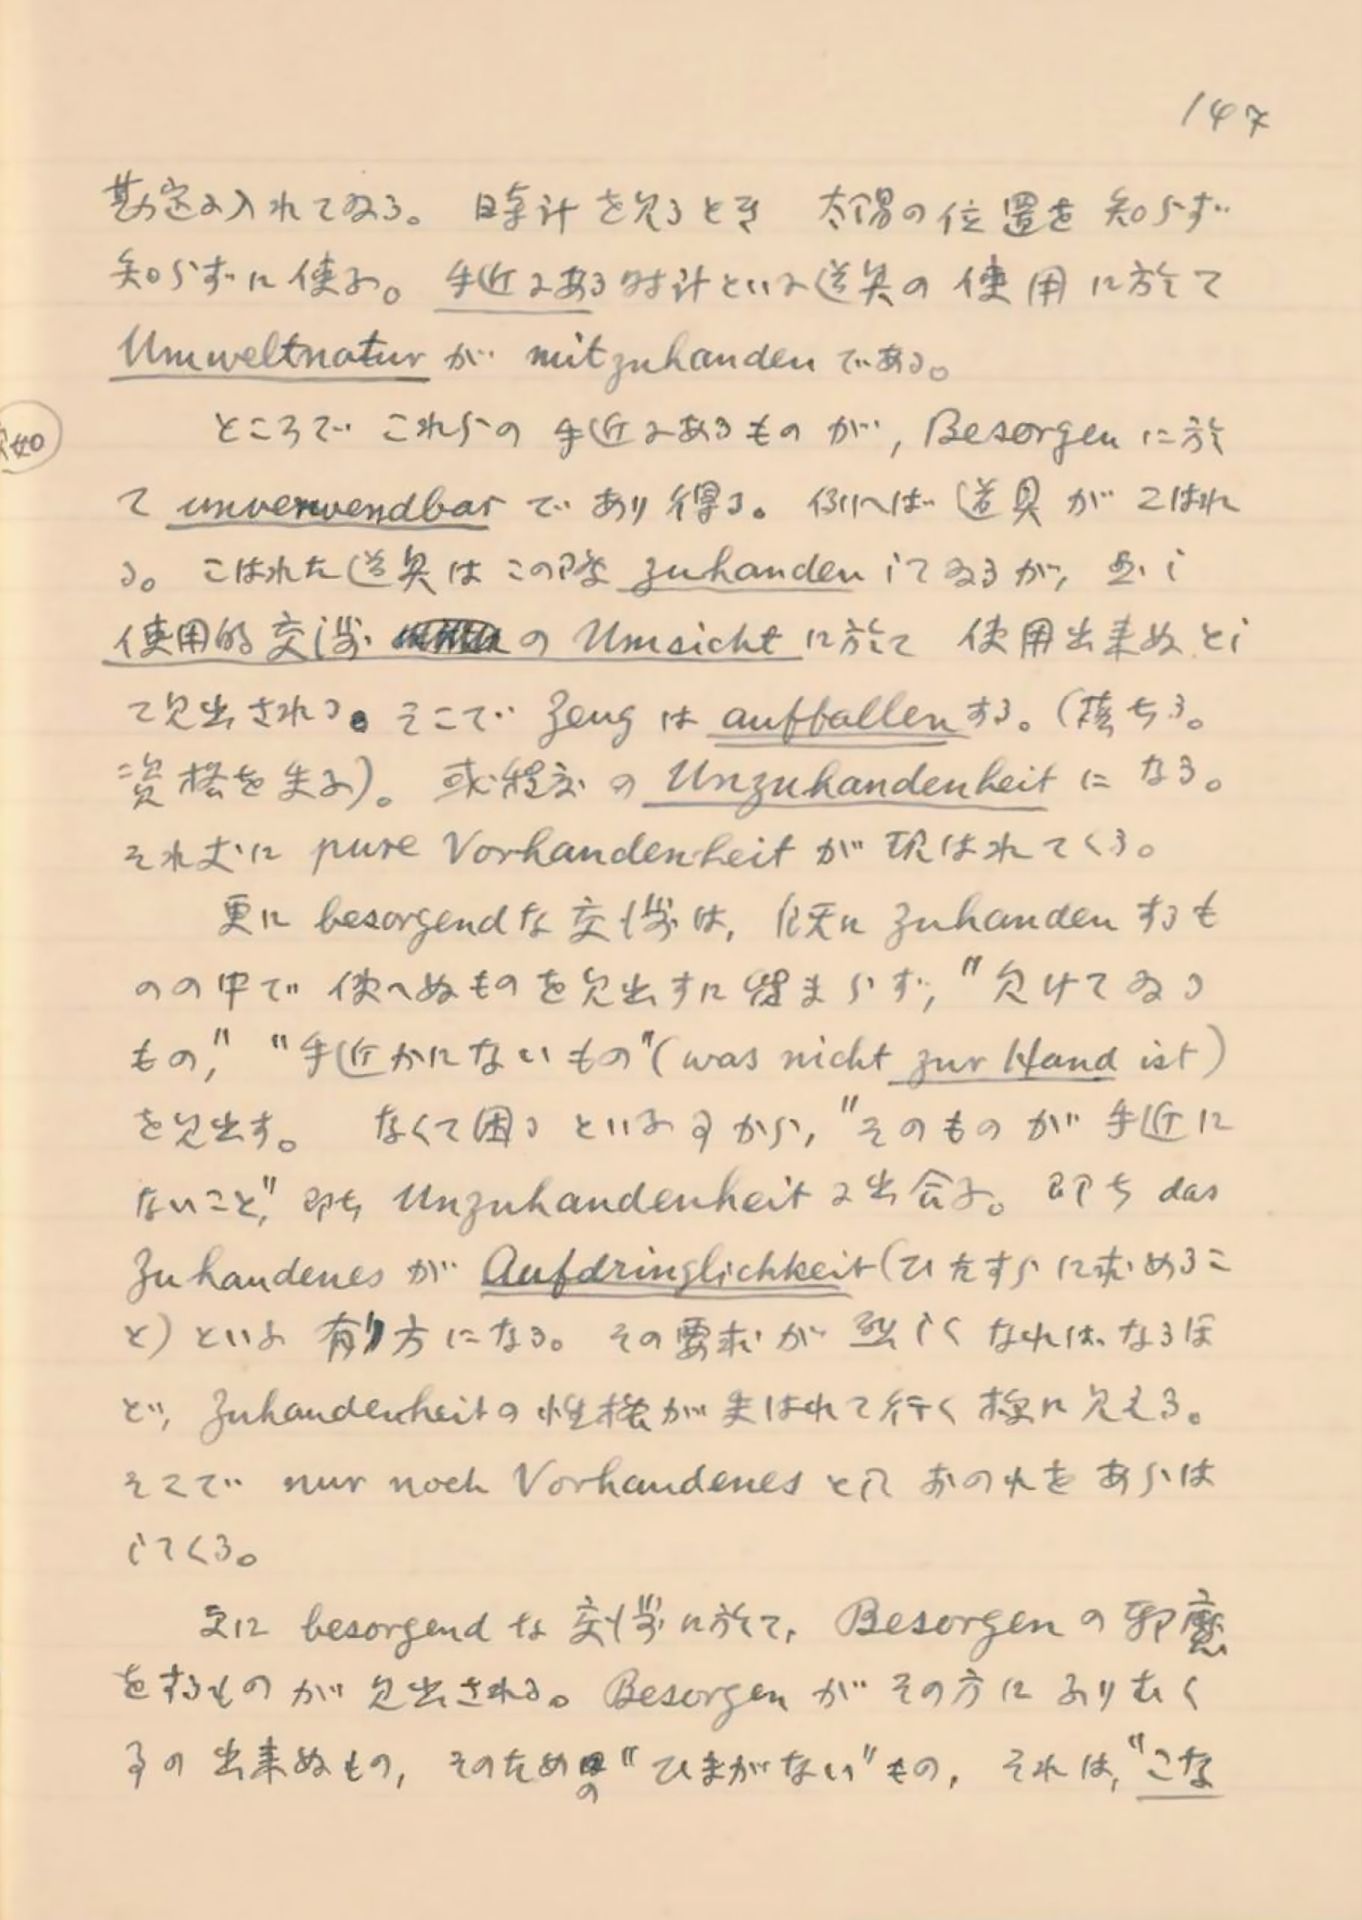 147
勘定に入れてゐる。 時計を見るとき 太陽の位置を知らず
知らずに使ふ。手近にある時計といふ道具の使用に於て
Umweltnatur が mitzuhanden である。
ところで これらの 手近にあるものが, Besorgen に於
て unverwendbar であり得る。例へば 道具がこはれ
る。こはれた道具はこの際 zuhanden してゐるが, 但し
使用的交渉 の Umsicht に於て 使用出来ぬとし
て見出される。そこで Zeug は auffallen する。(落ちる。
資格を失ふ)。或程度の Unzuhandenheit になる。
それ丈に pure Vorhandenheit が現はれてくる。
更に besorgend な交渉は, 既に zuhanden するも
のの中で 使へぬものを見出すに留まらず, "欠けてゐる
もの," "手近かにないもの"(was nicht zur Hand ist)
を見出す。 なくて困るといふ事から, "そのものが手近に
ないこと," 即ち Unzuhandenheit に出会ふ。即ち das
Zuhandenes が Aufdringlichkeit(ひたすらに求めるこ
と)といふ 有り方になる。その要求が 烈しくなればなるほ
ど, Zuhandenheit の性格が失はれて行く様に見える。
そこで nur noch Vorhandenes として おのれをあらは
してくる。
更に besorgend な交渉に於て, Besorgen の邪魔
をするものが見出される。Besorgen がその方に ふりむく
事の出来ぬもの, そのための "ひまがない" もの, それは, "こな